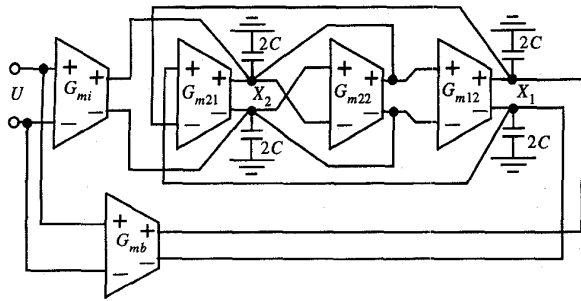 2C
2C
U
+
−
G_mi
+
−
+
−
G_m21
+
−
X_2
+
−
G_m22
+
−
+
−
G_m12
+
−
X_1
2C
2C
+
−
G_mb
+
−